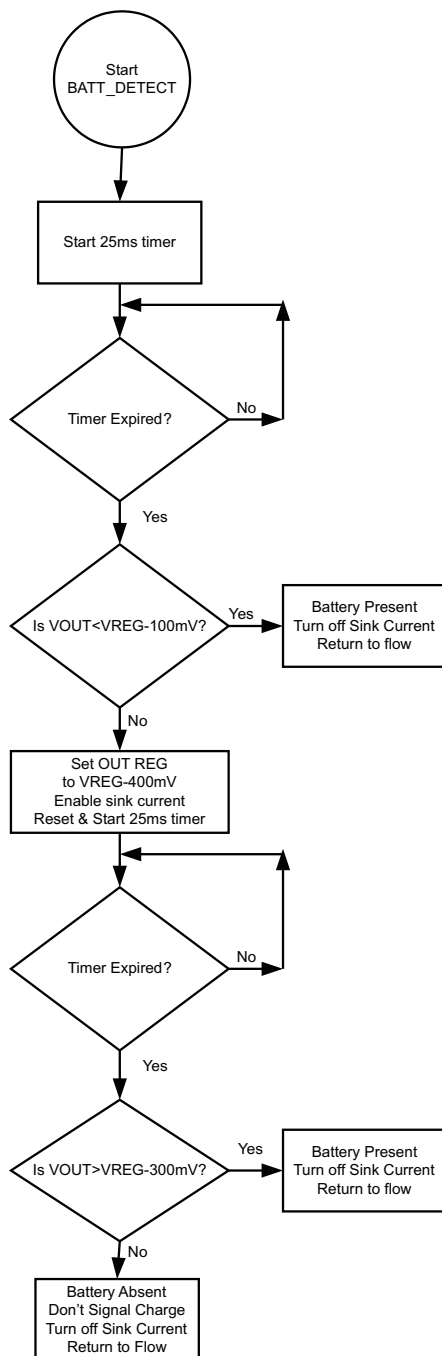 Start
BATT_DETECT
Start 25ms timer
Timer Expired?
No
Yes
Is VOUT<VREG-100mV?
Yes
Battery Present
Turn off Sink Current
Return to flow
No
Set OUT REG
to VREG-400mV
Enable sink current
Reset & Start 25ms timer
Timer Expired?
No
Yes
Is VOUT>VREG-300mV?
Yes
Battery Present
Turn off Sink Current
Return to flow
No
Battery Absent
Don’t Signal Charge
Turn off Sink Current
Return to Flow